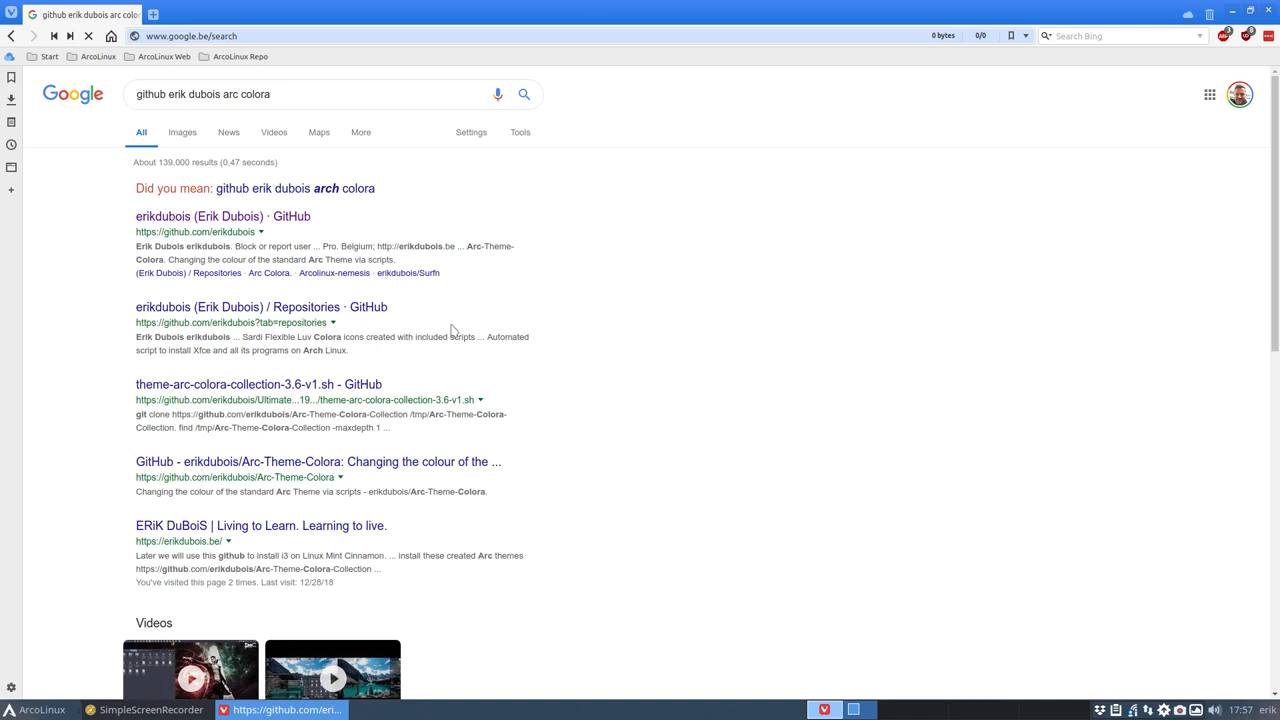 github erik dubois arc color
www.google.be/search
0 bytes
0/0
Search Bing
3
8
Start
ArcoLinux
ArcoLinux Web
ArcoLinux Repo
Google
github erik dubois arc colora
All
Images
News
Videos
Maps
More
Settings
Tools
About 139.000 results (0,47 seconds)
Did you mean: github erik dubois arch colora
erikdubois (Erik Dubois) · GitHub
https://github.com/erikdubois
Erik Dubois erikdubois. Block or report user ... Pro. Belgium; http://erikdubois.be ... Arc-Theme-
Colora. Changing the colour of the standard Arc Theme via scripts.
(Erik Dubois) / Repositories · Arc Colora. · Arcolinux-nemesis · erikdubois/Surfn
erikdubois (Erik Dubois) / Repositories · GitHub
https://github.com/erikdubois?tab=repositories
Erik Dubois erikdubois ... Sardi Flexible Luv Colora icons created with included scripts ... Automated
script to install Xfce and all its programs on Arch Linux.
theme-arc-colora-collection-3.6-v1.sh - GitHub
https://github.com/erikdubois/Ultimate...19.../theme-arc-colora-collection-3.6-v1.sh
git clone https://github.com/erikdubois/Arc-Theme-Colora-Collection /tmp/Arc-Theme-Colora-
Collection. find /tmp/Arc-Theme-Colora-Collection -maxdepth 1 ...
GitHub - erikdubois/Arc-Theme-Colora: Changing the colour of the ...
https://github.com/erikdubois/Arc-Theme-Colora
Changing the colour of the standard Arc Theme via scripts - erikdubois/Arc-Theme-Colora.
ERiK DuBoiS | Living to Learn. Learning to live.
https://erikdubois.be/
Later we will use this github to install i3 on Linux Mint Cinnamon. ... install these created Arc themes
https://github.com/erikdubois/Arc-Theme-Colora-Collection ...
You've visited this page 2 times. Last visit: 12/28/18
Videos
ArcoLinux
SimpleScreenRecorder
https://github.com/eri...
17:57
erik